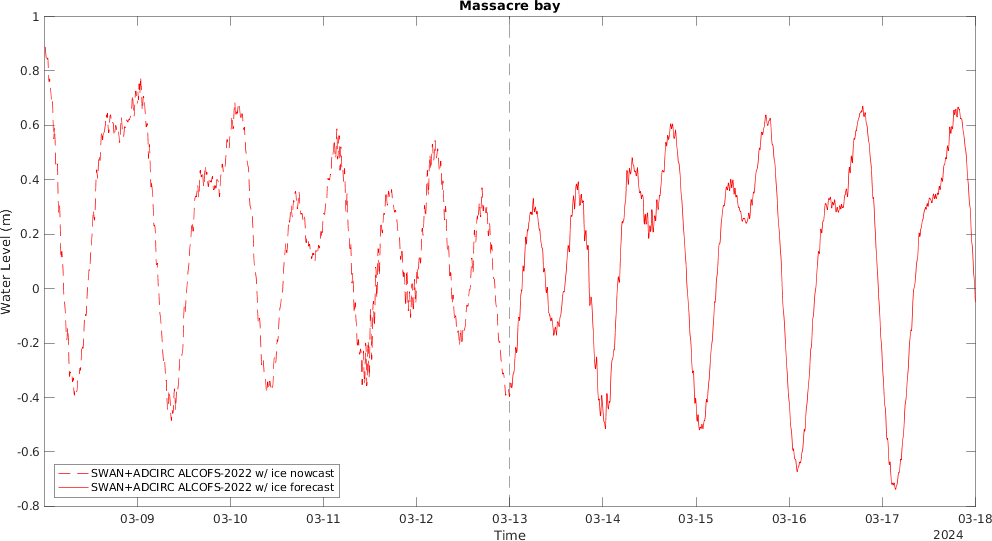 Massacre bay
1
0.8
0.6
0.4
0.2
0
-0.2
-0.4
-0.6
-0.8
Water Level (m)
SWAN+ADCIRC ALCOFS-2022 w/ ice nowcast
SWAN+ADCIRC ALCOFS-2022 w/ ice forecast
03-09 03-10 03-11 03-12 03-13 03-14 03-15 03-16 03-17 03-18
Time
2024